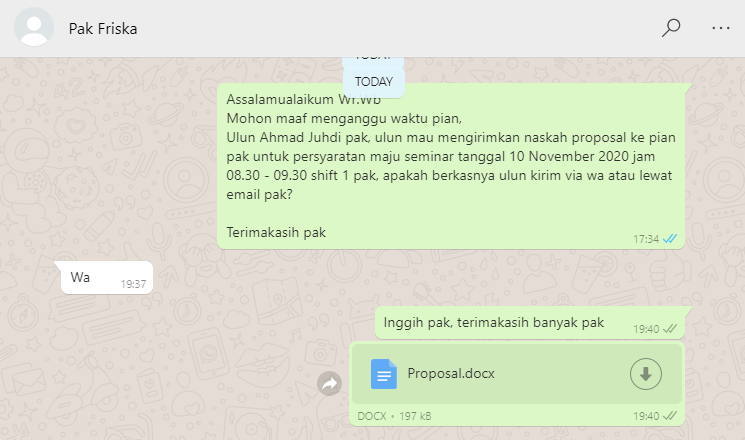 Pak Friska
TODAY
TODAY
Assalamualaikum Wr.Wb
Mohon maaf menganggu waktu pian,
Ulun Ahmad Juhdi pak, ulun mau mengirimkan naskah proposal ke pian
pak untuk persyaratan maju seminar tanggal 10 November 2020 jam
08.30 - 09.30 shift 1 pak, apakah berkasnya ulun kirim via wa atau lewat
email pak?
Terimakasih pak
17:34
Wa
19:37
Inggih pak, terimakasih banyak pak
19:40
Proposal.docx
DOCX • 197 kB
19:40